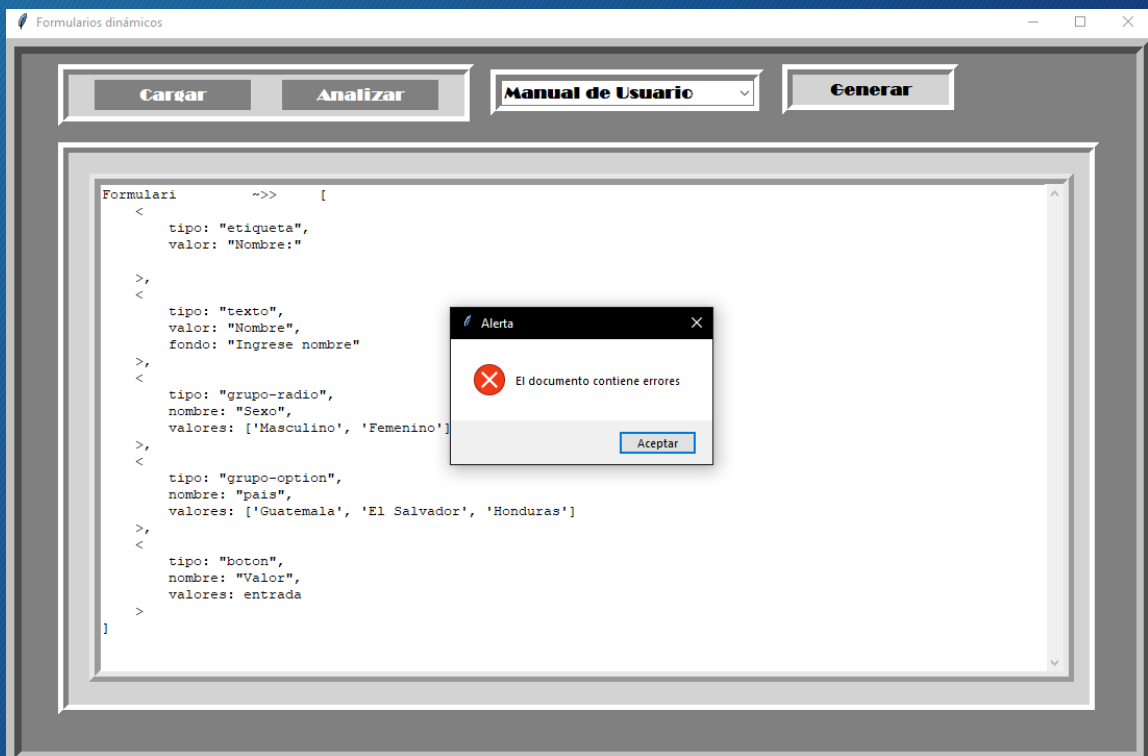 Formularios dinámicos
Cargar Analizar Manual de Usuario Generar
Formulari ~>> [
<
tipo: "etiqueta",
valor: "Nombre:"
>,
<
tipo: "texto",
valor: "Nombre",
fondo: "Ingrese nombre"
>,
<
tipo: "grupo-radio",
nombre: "Sexo",
valores: ['Masculino', 'Femenino']
>,
<
tipo: "grupo-option",
nombre: "pais",
valores: ['Guatemala', 'El Salvador', 'Honduras']
>,
<
tipo: "boton",
nombre: "Valor",
valores: entrada
>
]
Alerta
El documento contiene errores
Aceptar